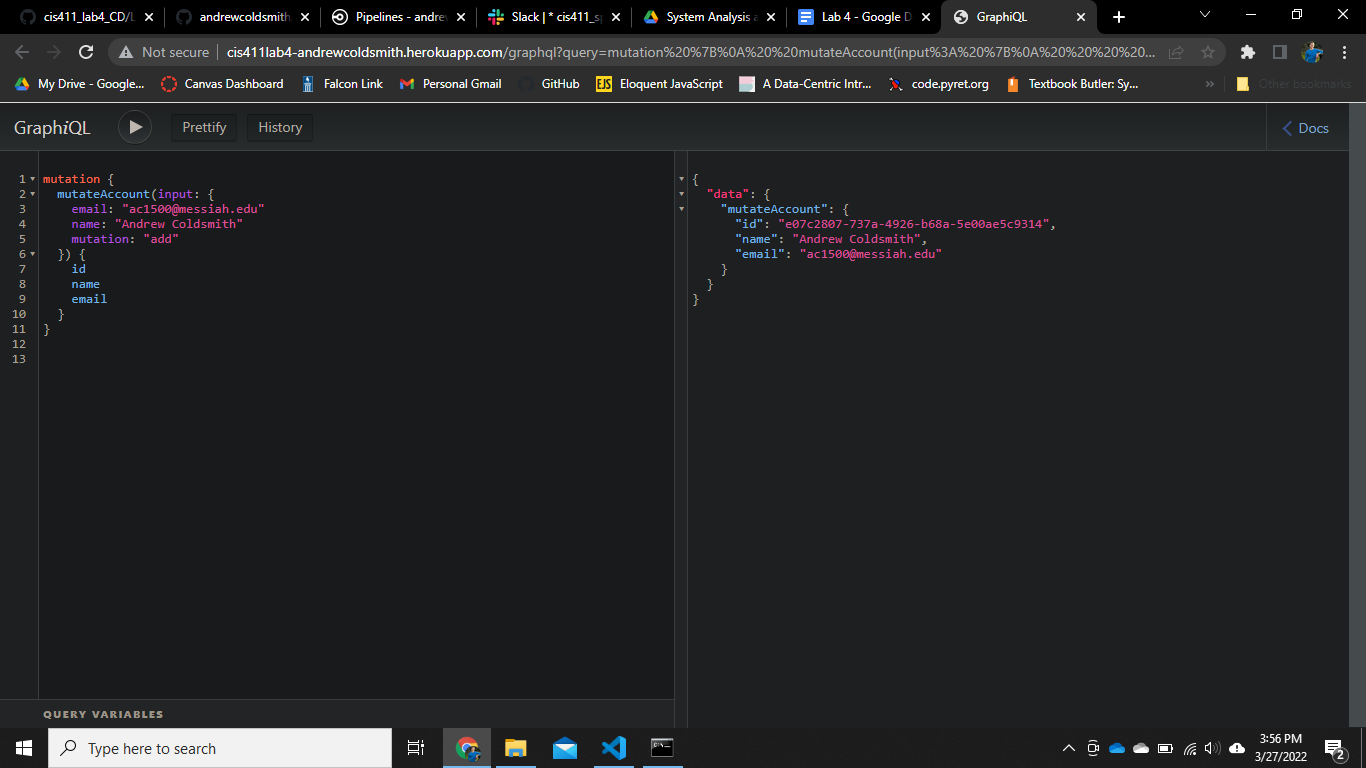 cis411_lab4_CD/L
andrewcoldsmith
Pipelines - andrew
Slack | * cis411_sp
System Analysis a
Lab 4 - Google D
GraphiQL
Not secure
cis411lab4-andrewcoldsmith.herokuapp.com/graphql?query=mutation%20%7B%0A%20%20mutateAccount(input%3A%20%7B%0A%20%20%20%20...
My Drive - Google...
Canvas Dashboard
Falcon Link
Personal Gmail
GitHub
EJS Eloquent JavaScript
A Data-Centric Intr...
code.pyret.org
Textbook Butler: Sy...
»
Other bookmarks
GraphiQL
Prettify
History
Docs
1 mutation {
2 mutateAccount(input: {
3 email: "ac1500@messiah.edu"
4 name: "Andrew Coldsmith"
5 mutation: "add"
6 }) {
7 id
8 name
9 email
10 }
11 }
12
13
{
"data": {
"mutateAccount": {
"id": "e07c2807-737a-4926-b68a-5e00ae5c9314",
"name": "Andrew Coldsmith",
"email": "ac1500@messiah.edu"
}
}
}
QUERY VARIABLES
Type here to search
3:56 PM
3/27/2022
2